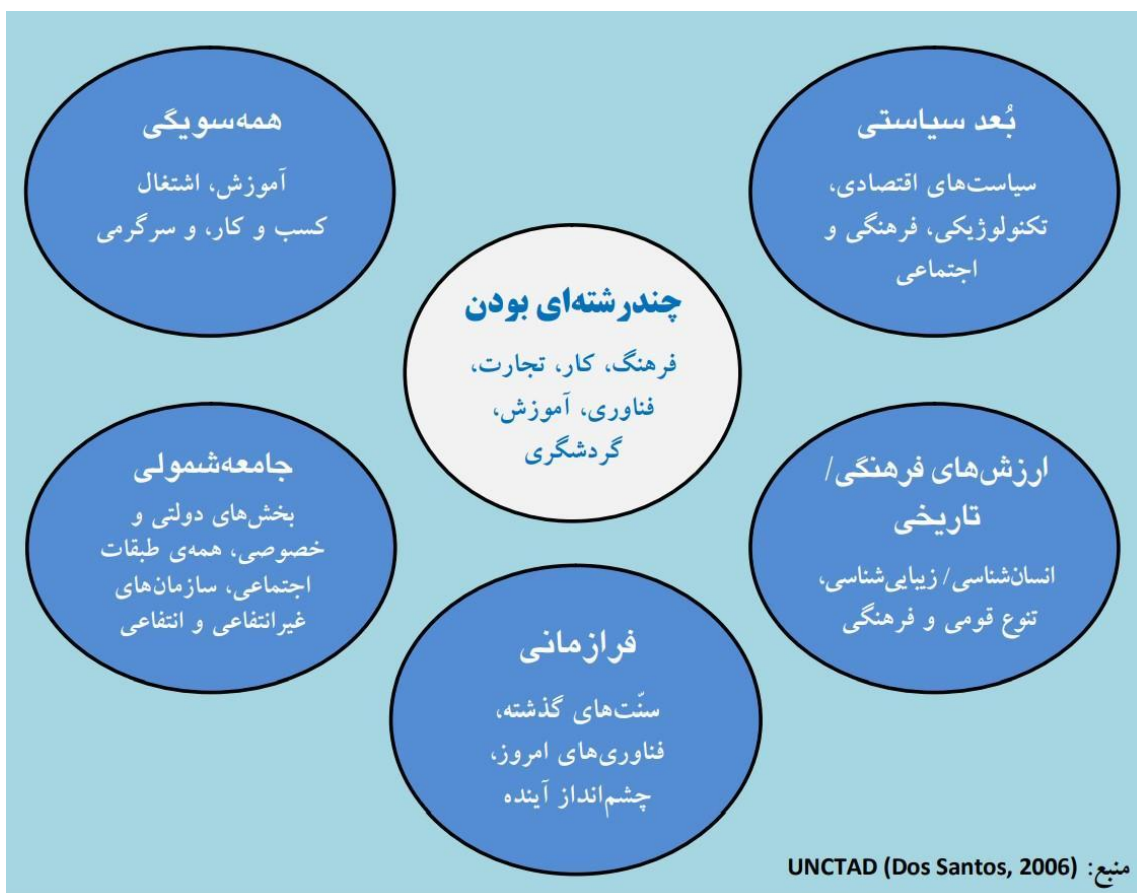 بُعد سیاستی
سیاست‌های اقتصادی،
تکنولوژیکی، فرهنگی و
اجتماعی
همه‌سویگی
آموزش، اشتغال
کسب و کار، و سرگرمی
چندرشته‌ای بودن
فرهنگ، کار، تجارت،
فناوری، آموزش،
گردشگری
ارزش‌های فرهنگی/
تاریخی
انسان‌شناسی/ زیبایی‌شناسی،
تنوع قومی و فرهنگی
جامعه‌شمولی
بخش‌های دولتی و
خصوصی، همه‌ی طبقات
اجتماعی، سازمان‌های
غیرانتفاعی و انتفاعی
فرازمانی
سنّت‌های گذشته،
فناوری‌های امروز،
چشم‌انداز آینده
منبع: UNCTAD (Dos Santos, 2006)